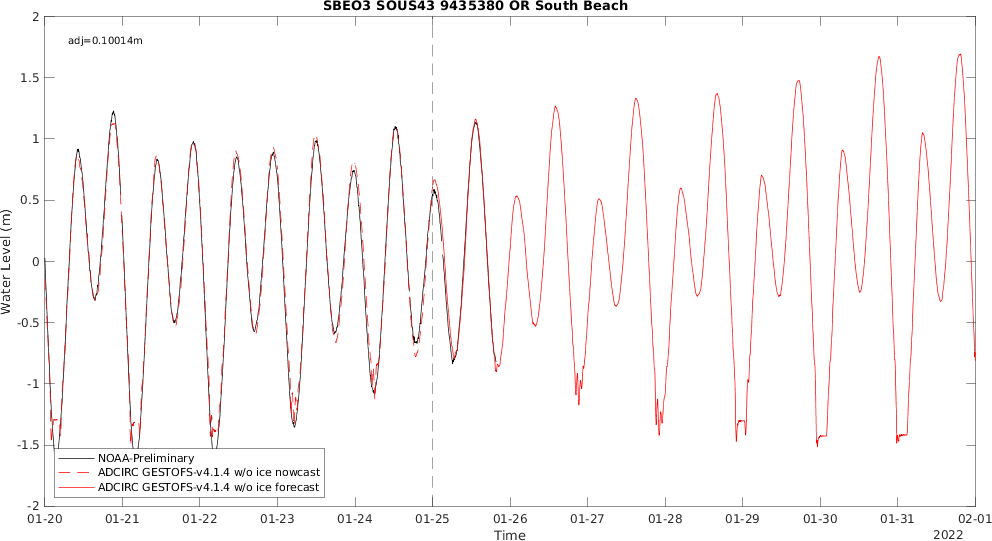 SBEO3 SOUS43 9435380 OR South Beach
adj=0.10014m
Water Level (m)
2
1.5
1
0.5
0
-0.5
-1
-1.5
-2
NOAA-Preliminary
ADCIRC GESTOFS-v4.1.4 w/o ice nowcast
ADCIRC GESTOFS-v4.1.4 w/o ice forecast
01-20 01-21 01-22 01-23 01-24 01-25 01-26 01-27 01-28 01-29 01-30 01-31 02-01
Time
2022